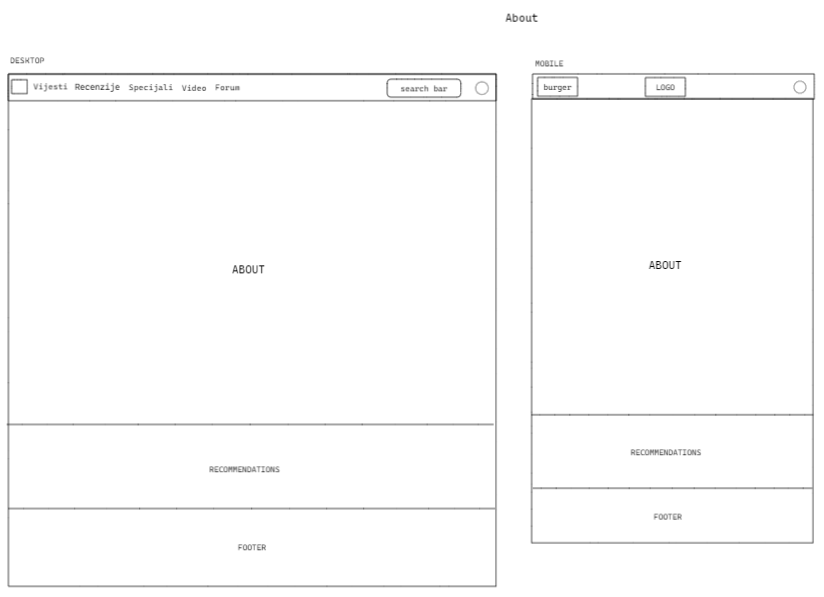 About
DESKTOP
Vijesti Recenzije Specijali Video Forum search bar
ABOUT
RECOMMENDATIONS
FOOTER
MOBILE
burger LOGO
ABOUT
RECOMMENDATIONS
FOOTER